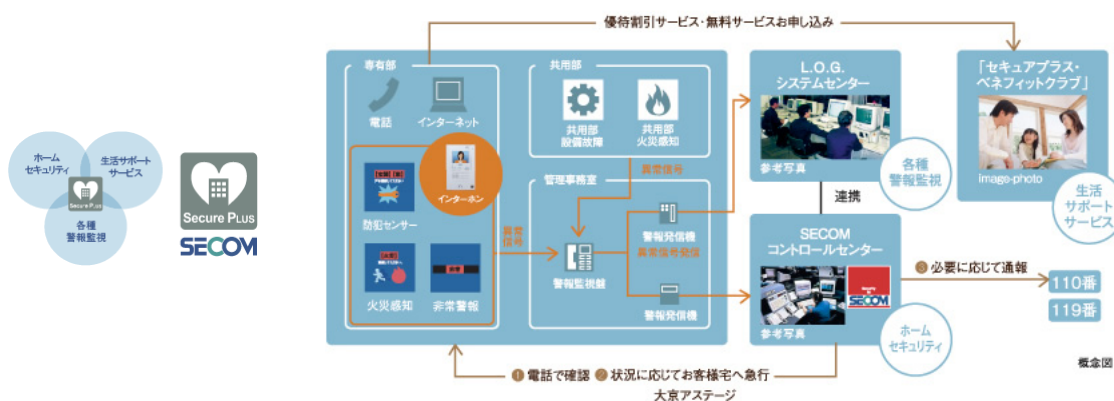 ホーム
セキュリティ
生活サポート
サービス
Secure PLUS
各種
警報監視
Secure PLUS
SECOM
優待割引サービス・無料サービスお申し込み
専有部
電話
インターネット
インターホン
防犯センサー
火災感知
非常警報
異常
信号
共用部
共用部
設備故障
共用部
火災感知
異常信号
管理事務室
警報監視盤
警報発信機
異常信号発信
警報発信機
L.O.G.
システムセンター
参考写真
各種
警報監視
連携
SECOM
コントロールセンター
SECOM
参考写真
ホーム
セキュリティ
「セキュアプラス・
ベネフィットクラブ」
image-photo
生活
サポート
サービス
❸ 必要に応じて通報
110番
119番
❶ 電話で確認 ❷ 状況に応じてお客様宅へ急行
大京アステージ
概念図